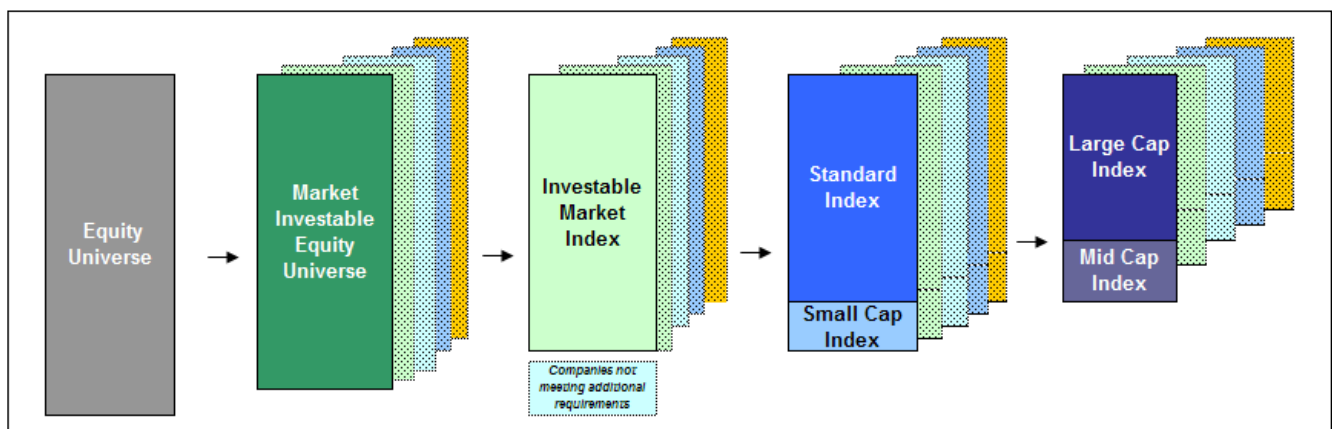 Equity
Universe
Market
Investable
Equity
Universe
Investable
Market
Index
Companies not
meeting additional
requirements
Standard
Index
Small Cap
Index
Large Cap
Index
Mid Cap
Index